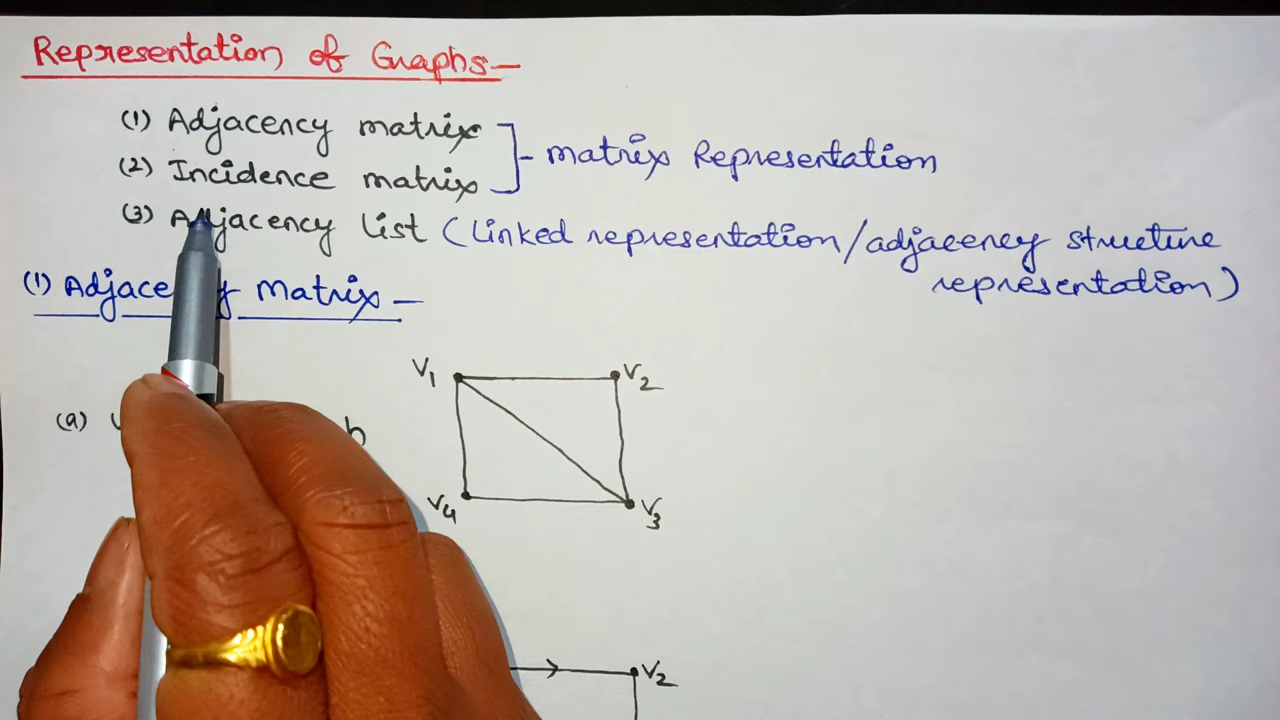 Representation of Graphs-
(1) Adjacency matrix
(2) Incidence matrix
- matrix Representation
(3) Adjacency list (linked representation/adjacency structure
representation)
(1) Adjacency matrix -
V1
V2
(a)
V4
V3
V2